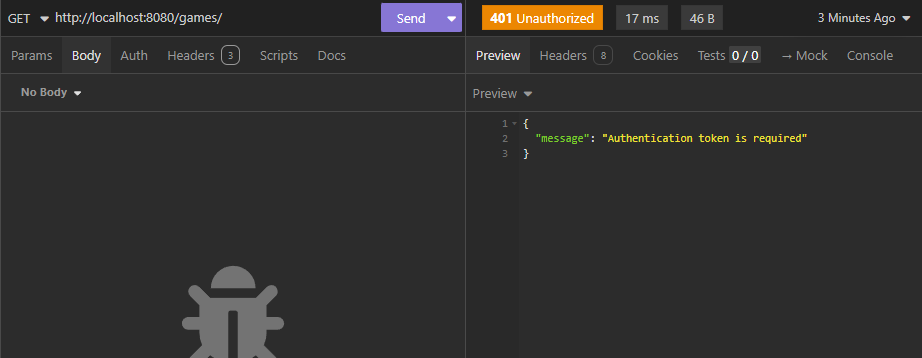 GET http://localhost:8080/games/ Send
401 Unauthorized 17 ms 46 B 3 Minutes Ago
Params Body Auth Headers 3 Scripts Docs
Preview Headers 8 Cookies Tests 0 / 0 → Mock Console
No Body
Preview
1 {
2 "message": "Authentication token is required"
3 }